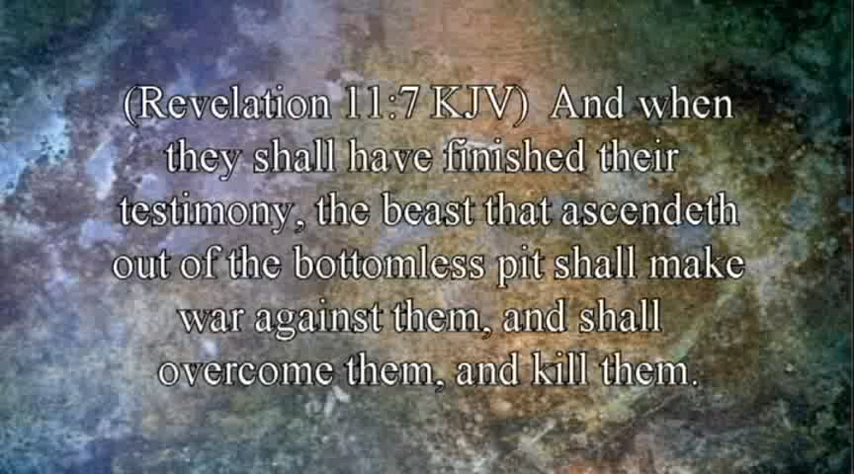 (Revelation 11:7 KJV) And when
they shall have finished their
testimony, the beast that ascendeth
out of the bottomless pit shall make
war against them, and shall
overcome them, and kill them.